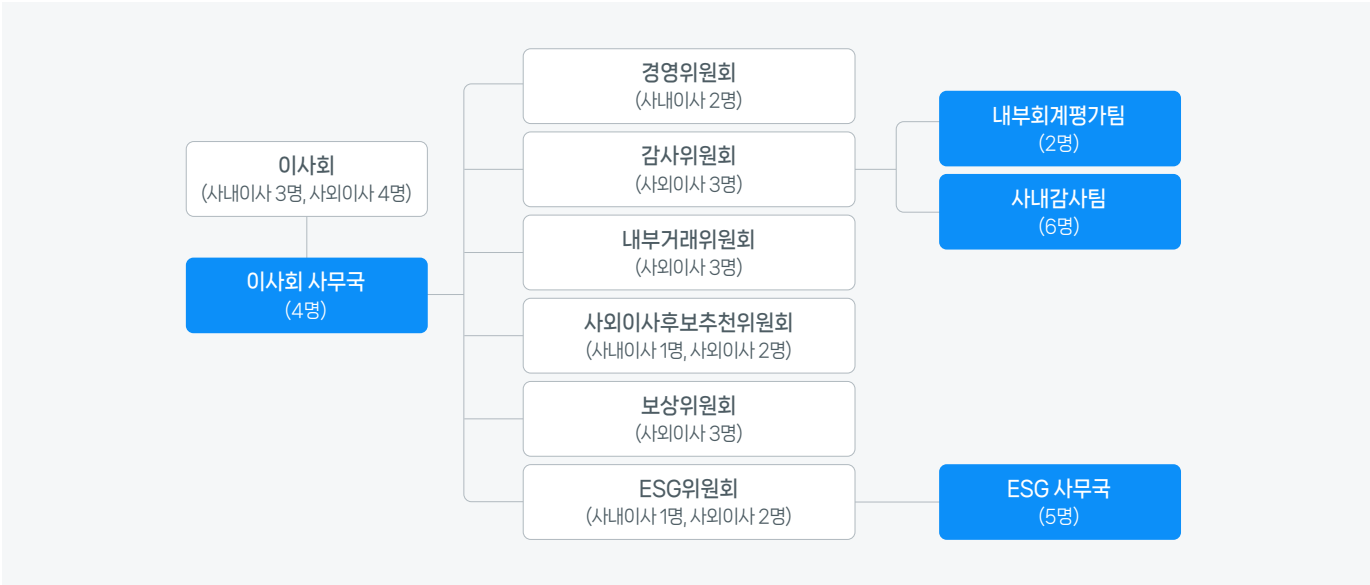 이사회
(사내이사 3명, 사외이사 4명)
이사회 사무국
(4명)
경영위원회
(사내이사 2명)
감사위원회
(사외이사 3명)
내부거래위원회
(사외이사 3명)
사외이사후보추천위원회
(사내이사 1명, 사외이사 2명)
보상위원회
(사외이사 3명)
ESG위원회
(사내이사 1명, 사외이사 2명)
내부회계평가팀
(2명)
사내감사팀
(6명)
ESG 사무국
(5명)